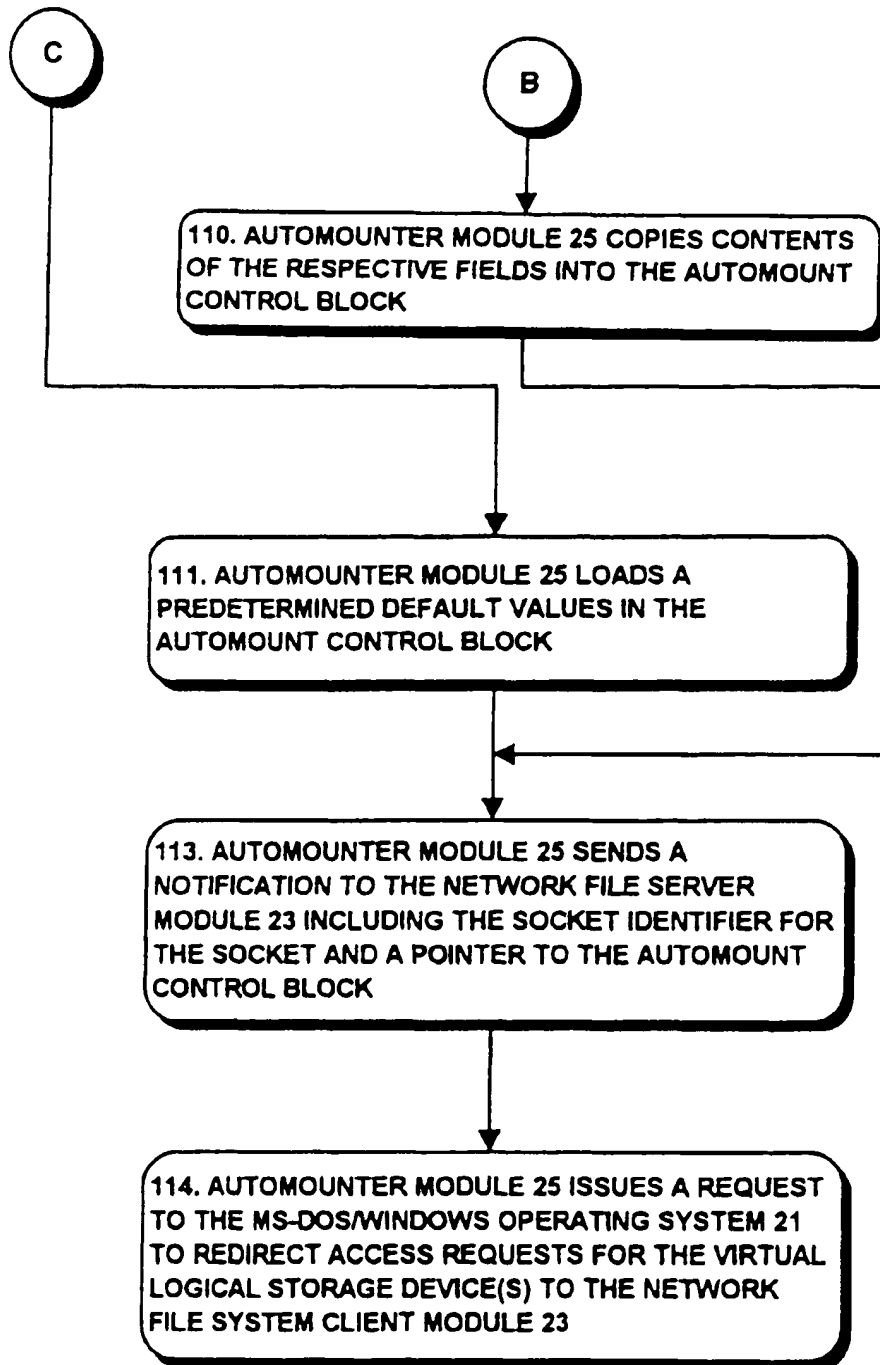 C
B
110. AUTOMOUNTER MODULE 25 COPIES CONTENTS
OF THE RESPECTIVE FIELDS INTO THE AUTOMOUNT
CONTROL BLOCK
111. AUTOMOUNTER MODULE 25 LOADS A
PREDETERMINED DEFAULT VALUES IN THE
AUTOMOUNT CONTROL BLOCK
113. AUTOMOUNTER MODULE 25 SENDS A
NOTIFICATION TO THE NETWORK FILE SERVER
MODULE 23 INCLUDING THE SOCKET IDENTIFIER FOR
THE SOCKET AND A POINTER TO THE AUTOMOUNT
CONTROL BLOCK
114. AUTOMOUNTER MODULE 25 ISSUES A REQUEST
TO THE MS-DOS/WINDOWS OPERATING SYSTEM 21
TO REDIRECT ACCESS REQUESTS FOR THE VIRTUAL
LOGICAL STORAGE DEVICE(S) TO THE NETWORK
FILE SYSTEM CLIENT MODULE 23